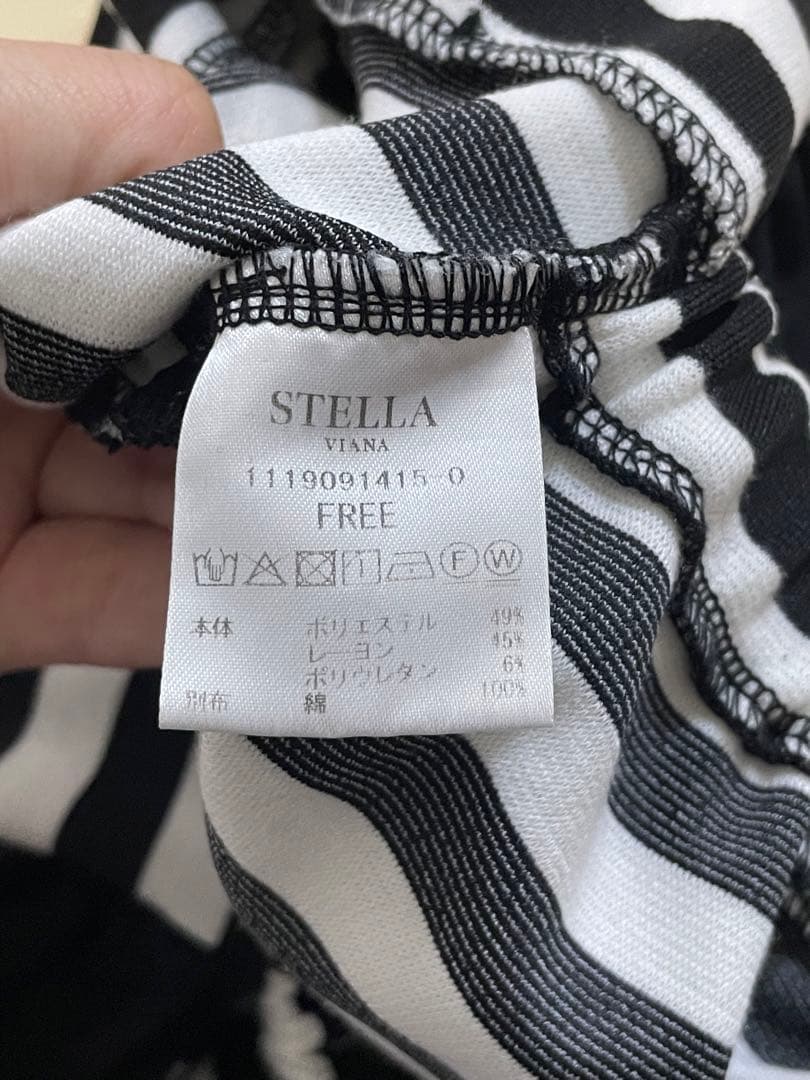 STELLA
VIANA
1119091415-0
FREE
F W
本体 ポリエステル 49%
レーヨン 45%
ポリウレタン 6%
別布 綿 100%